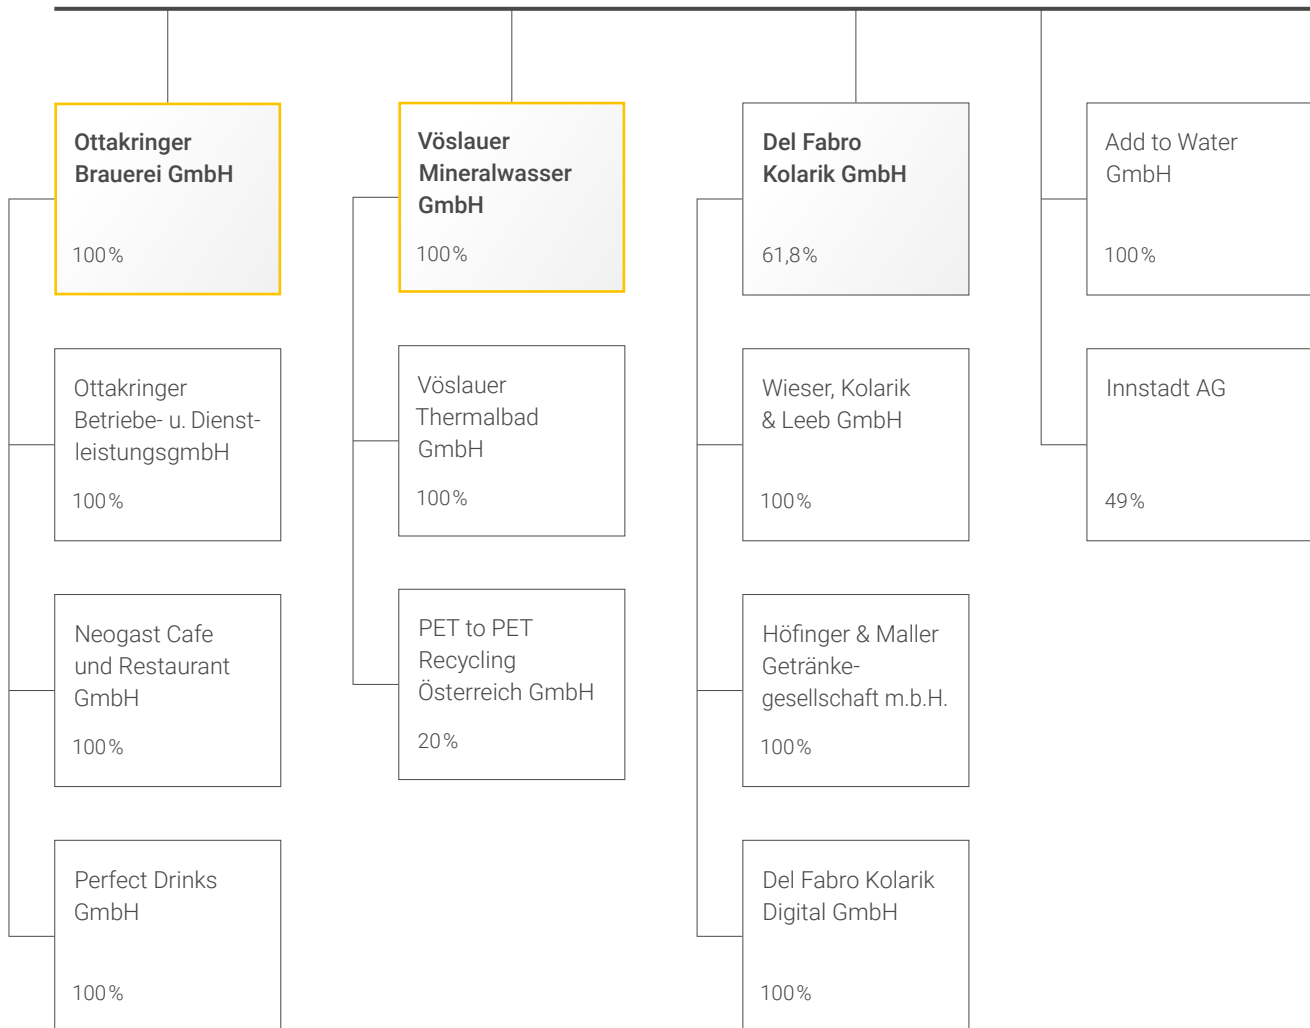 Ottakringer
Brauerei GmbH
100%
Ottakringer
Betriebe- u. Dienst-
leistungsgmbH
100%
Neogast Cafe
und Restaurant
GmbH
100%
Perfect Drinks
GmbH
100%
Vöslauer
Mineralwasser
GmbH
100%
Vöslauer
Thermalbad
GmbH
100%
PET to PET
Recycling
Österreich GmbH
20%
Del Fabro
Kolarik GmbH
61,8%
Wieser, Kolarik
& Leeb GmbH
100%
Höfinger & Maller
Getränke-
gesellschaft m.b.H.
100%
Del Fabro Kolarik
Digital GmbH
100%
Add to Water
GmbH
100%
Innstadt AG
49%